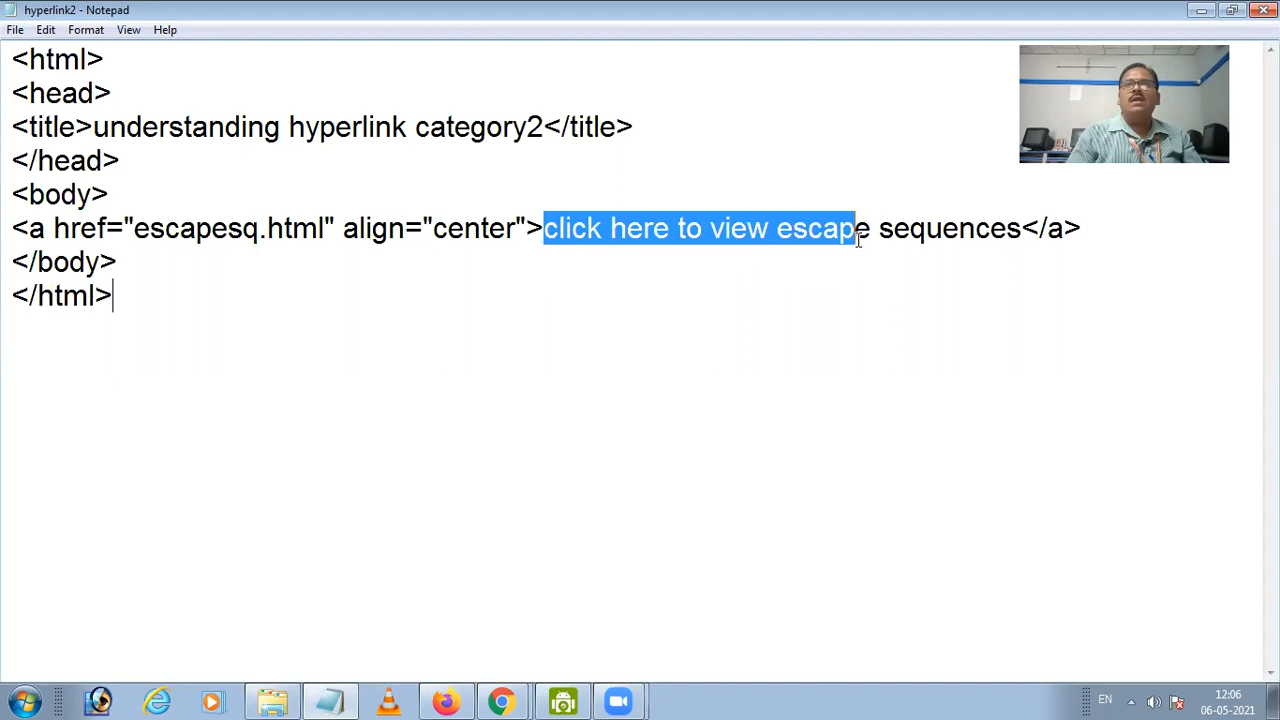 hyperlink2 - Notepad
File Edit Format View Help
<html>
<head>
<title>understanding hyperlink category2</title>
</head>
<body>
<a href="escapesq.html" align="center">click here to view escape sequences</a>
</body>
</html>
EN
12:06
06-05-2021